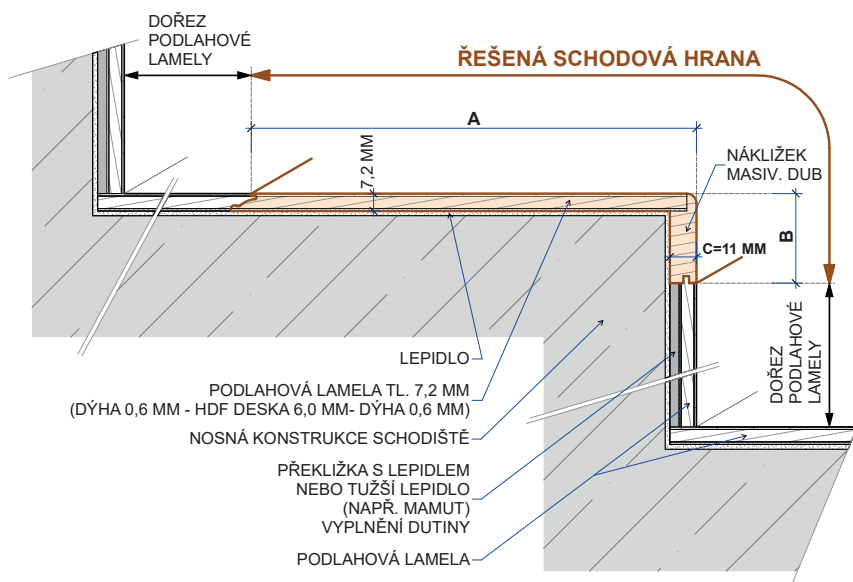 DOŘEZ
PODLAHOVÉ
LAMELY
ŘEŠENÁ SCHODOVÁ HRANA
A
7,2 MM
NÁKLIŽEK
MASIV. DUB
B
C=11 MM
DOŘEZ
PODLAHOVÉ
LAMELY
LEPIDLO
PODLAHOVÁ LAMELA TL. 7,2 MM
(DÝHA 0,6 MM - HDF DESKA 6,0 MM- DÝHA 0,6 MM)
NOSNÁ KONSTRUKCE SCHODIŠTĚ
PŘEKLIŽKA S LEPIDLEM
NEBO TUŽŠÍ LEPIDLO
(NAPŘ. MAMUT)
VYPLNĚNÍ DUTINY
PODLAHOVÁ LAMELA